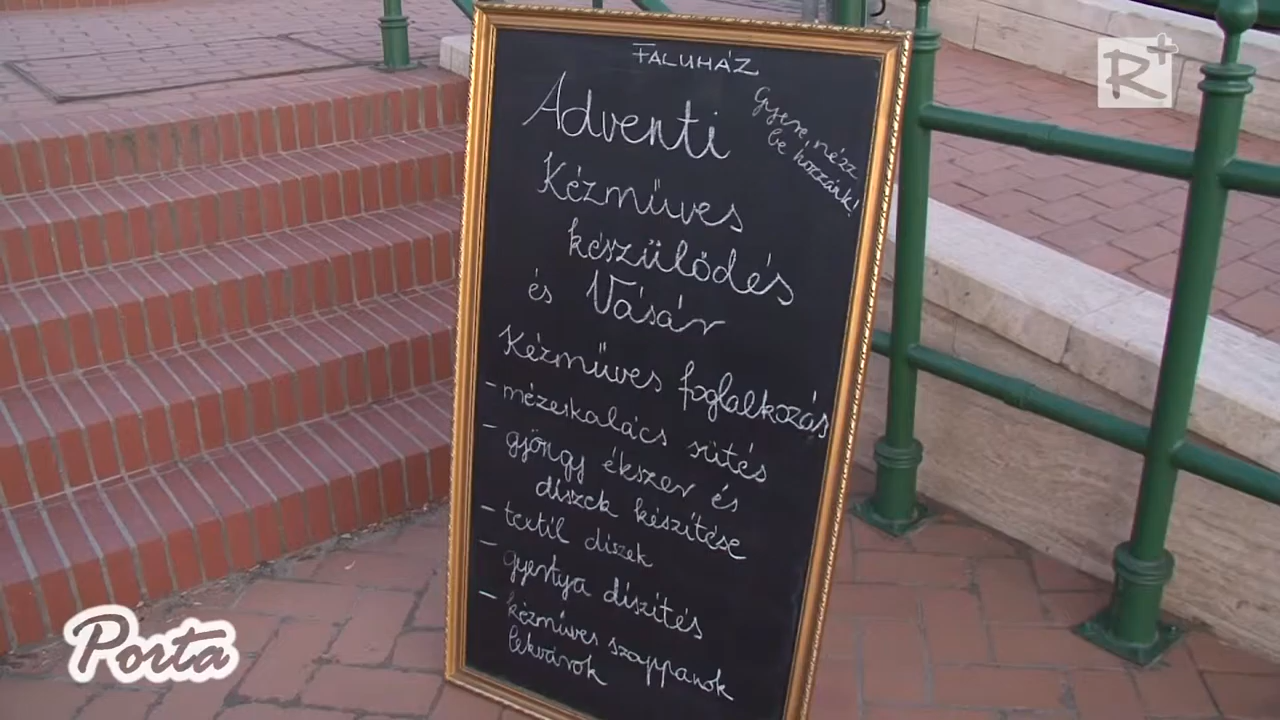 FALUHÁZ
Gyere, nézz
be hozzánk!
Adventi
Kézműves
készülődés
és Vásár
Kézműves foglalkozás
- mézeskalács sütés
- gyöngy ékszer és
díszek készítése
- textil díszek
- gyertya díszítés
- kézműves szappanok
lekvárok
R+
Porta